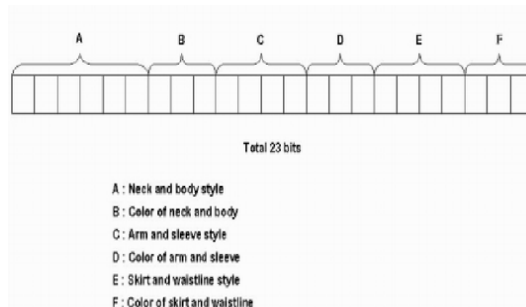 A B C D E F
Total 23 bits
A : Neck and body style
B : Color of neck and body
C : Arm and sleeve style
D : Color of arm and sleeve
E : Skirt and waistline style
F : Color of skirt and waistline